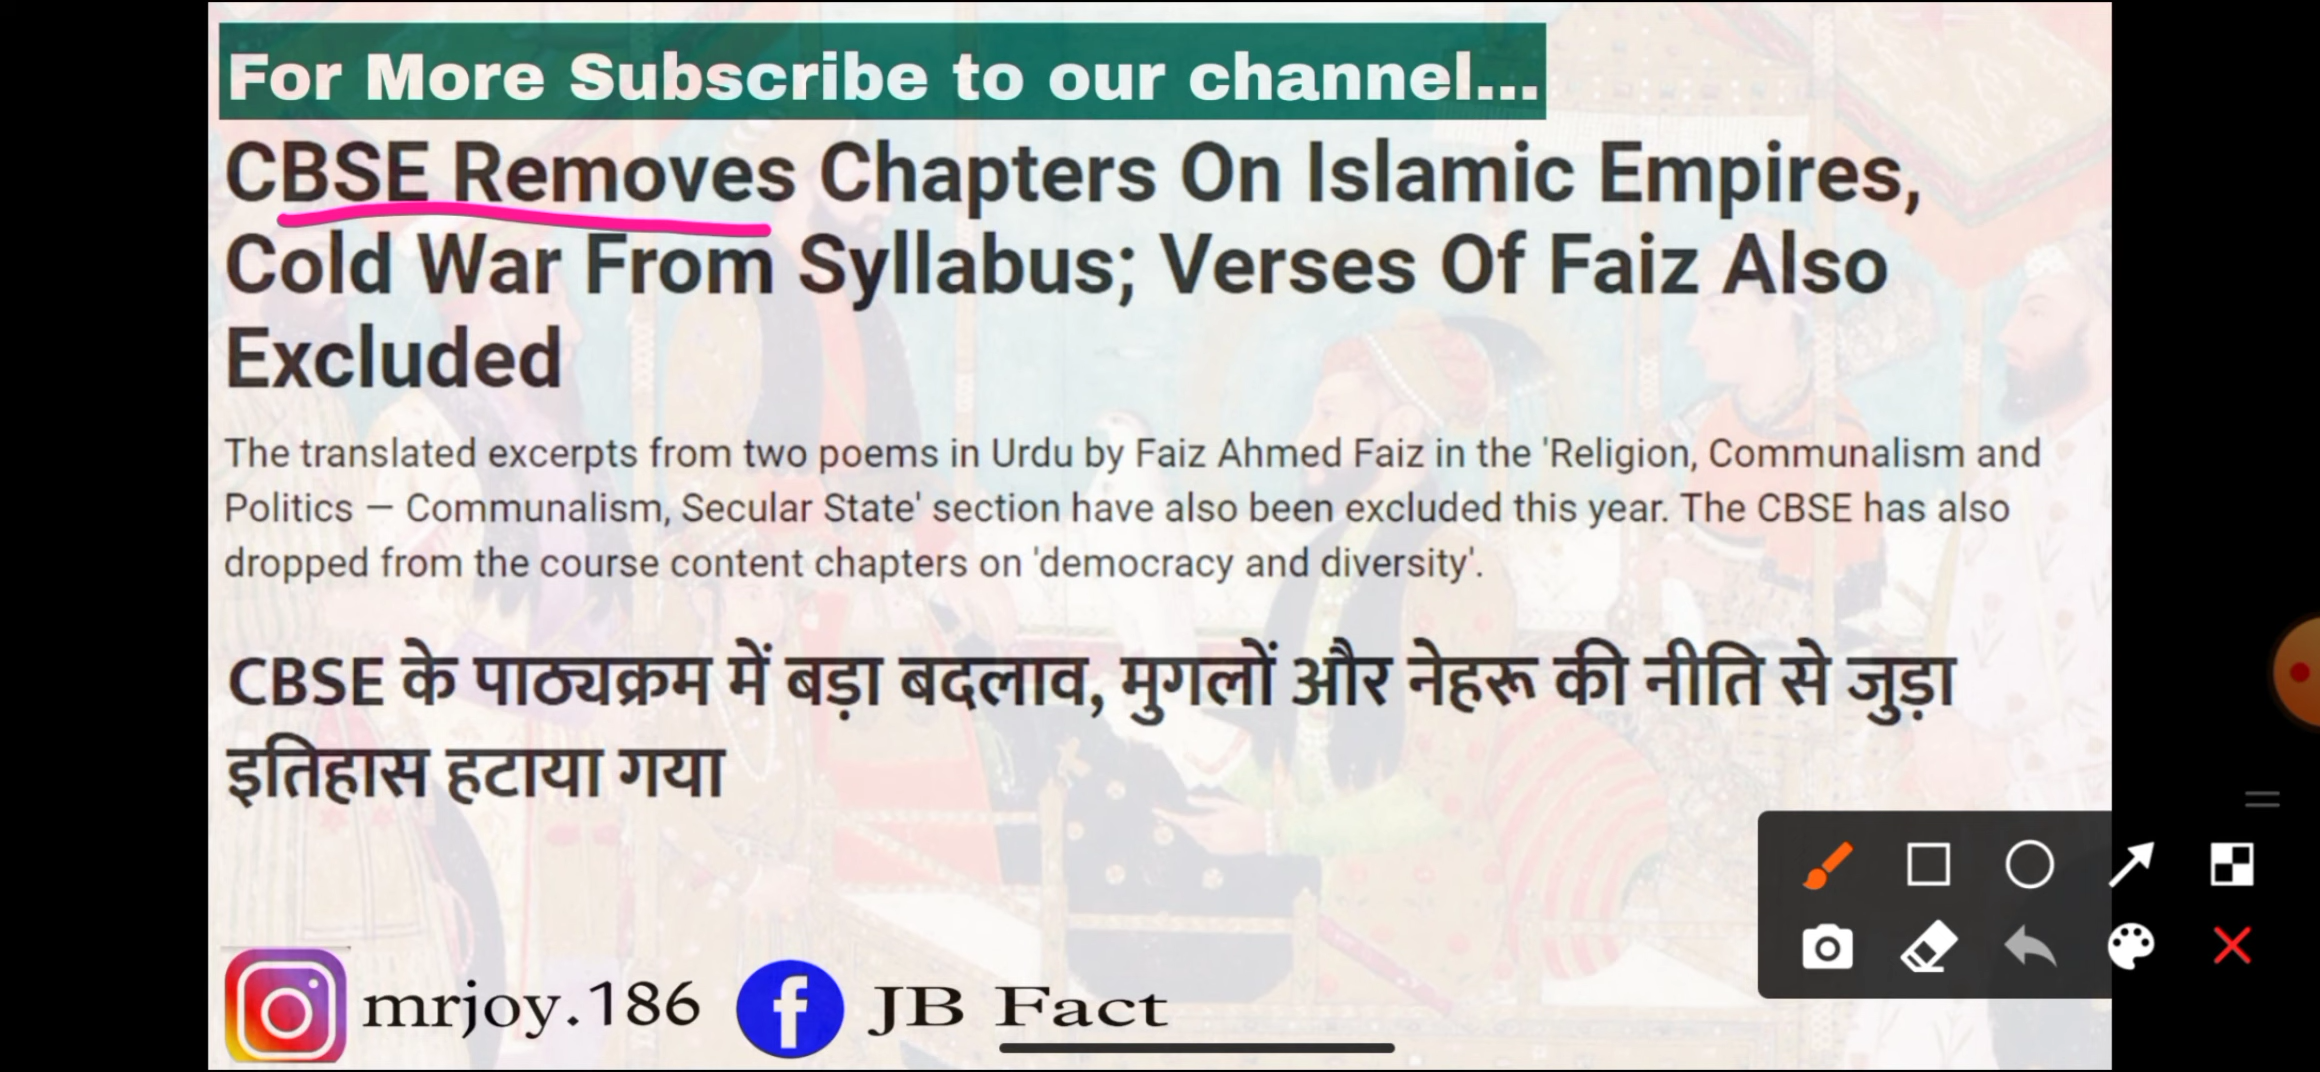 For More Subscribe to our channel...
CBSE Removes Chapters On Islamic Empires,
Cold War From Syllabus; Verses Of Faiz Also
Excluded
The translated excerpts from two poems in Urdu by Faiz Ahmed Faiz in the 'Religion, Communalism and
Politics — Communalism, Secular State' section have also been excluded this year. The CBSE has also
dropped from the course content chapters on 'democracy and diversity'.
CBSE के पाठ्यक्रम में बड़ा बदलाव, मुगलों और नेहरू की नीति से जुड़ा
इतिहास हटाया गया
mrjoy.186 JB Fact